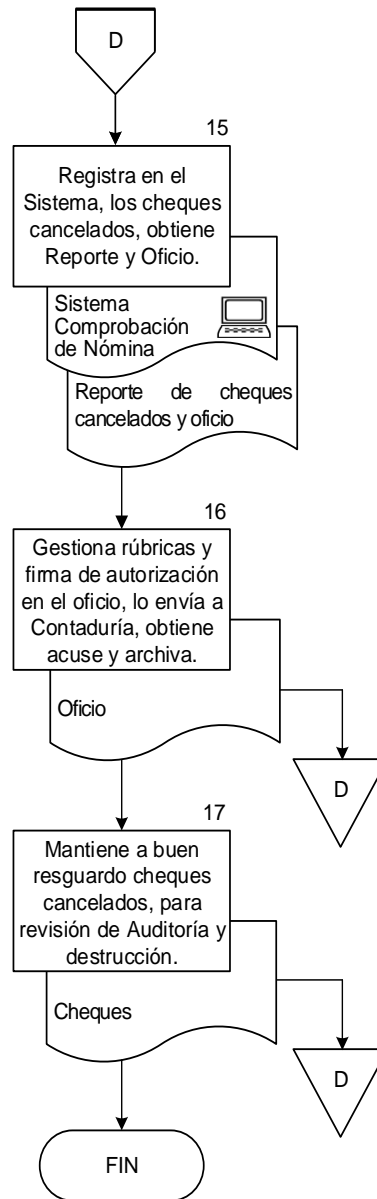 D
15
Registra en el
Sistema, los cheques
cancelados, obtiene
Reporte y Oficio.
Sistema
Comprobación
de Nómina
Reporte de cheques
cancelados y oficio
16
Gestiona rúbricas y
firma de autorización
en el oficio, lo envía a
Contaduría, obtiene
acuse y archiva.
Oficio
D
17
Mantiene a buen
resguardo cheques
cancelados, para
revisión de Auditoría y
destrucción.
Cheques
D
FIN